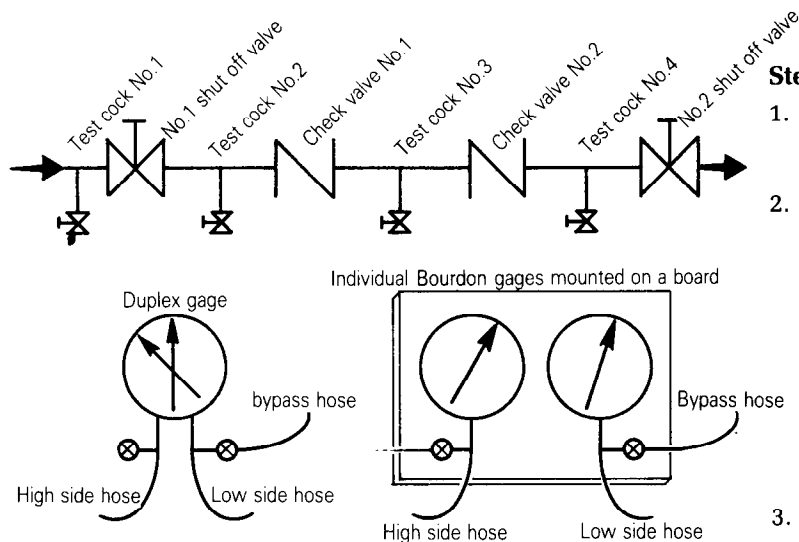 Test cock No.1
No.1 shut off valve
Test cock No.2
Check valve No.1
Test cock No.3
Check valve No.2
Test cock No.4
No.2 shut off valve
Ste
1.
2.
Individual Bourdon gages mounted on a board
Duplex gage
bypass hose
Bypass hose
High side hose
Low side hose
High side hose
Low side hose
3.